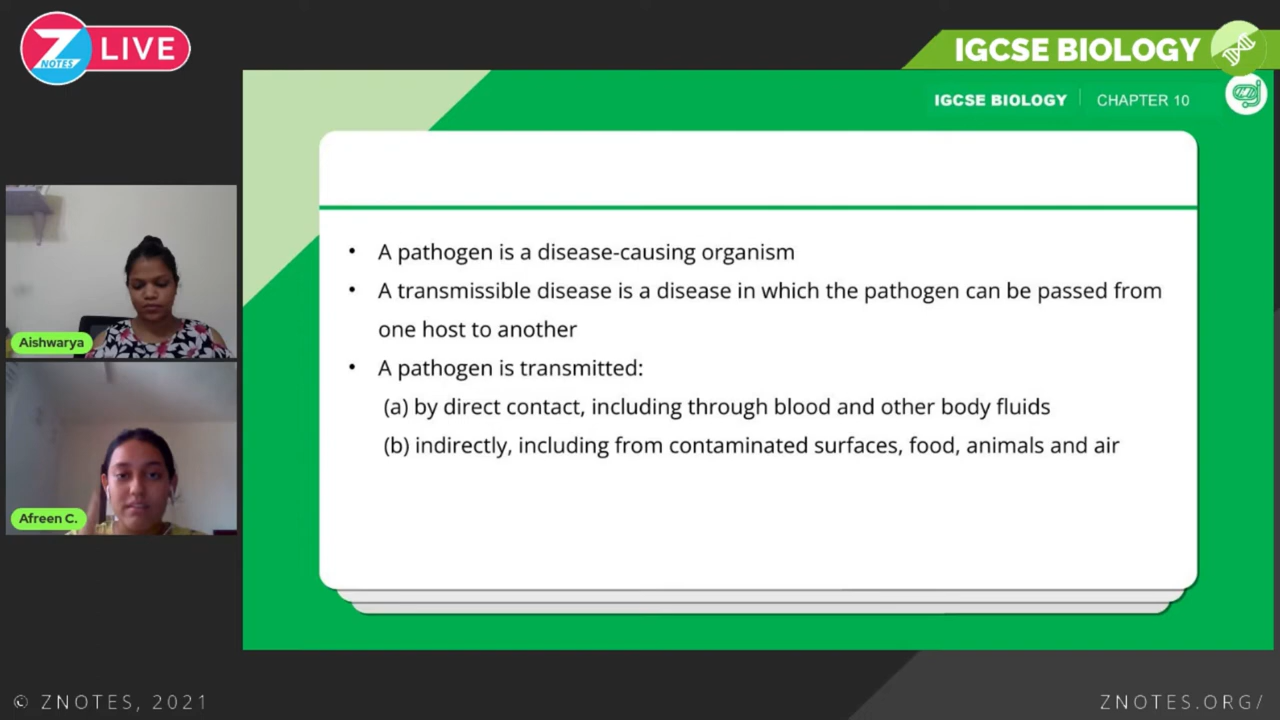 Z NOTES LIVE
IGCSE BIOLOGY
IGCSE BIOLOGY | CHAPTER 10
• A pathogen is a disease-causing organism
• A transmissible disease is a disease in which the pathogen can be passed from
one host to another
• A pathogen is transmitted:
(a) by direct contact, including through blood and other body fluids
(b) indirectly, including from contaminated surfaces, food, animals and air
Aishwarya
Afreen C.
© ZNOTES, 2021
ZNOTES.ORG/